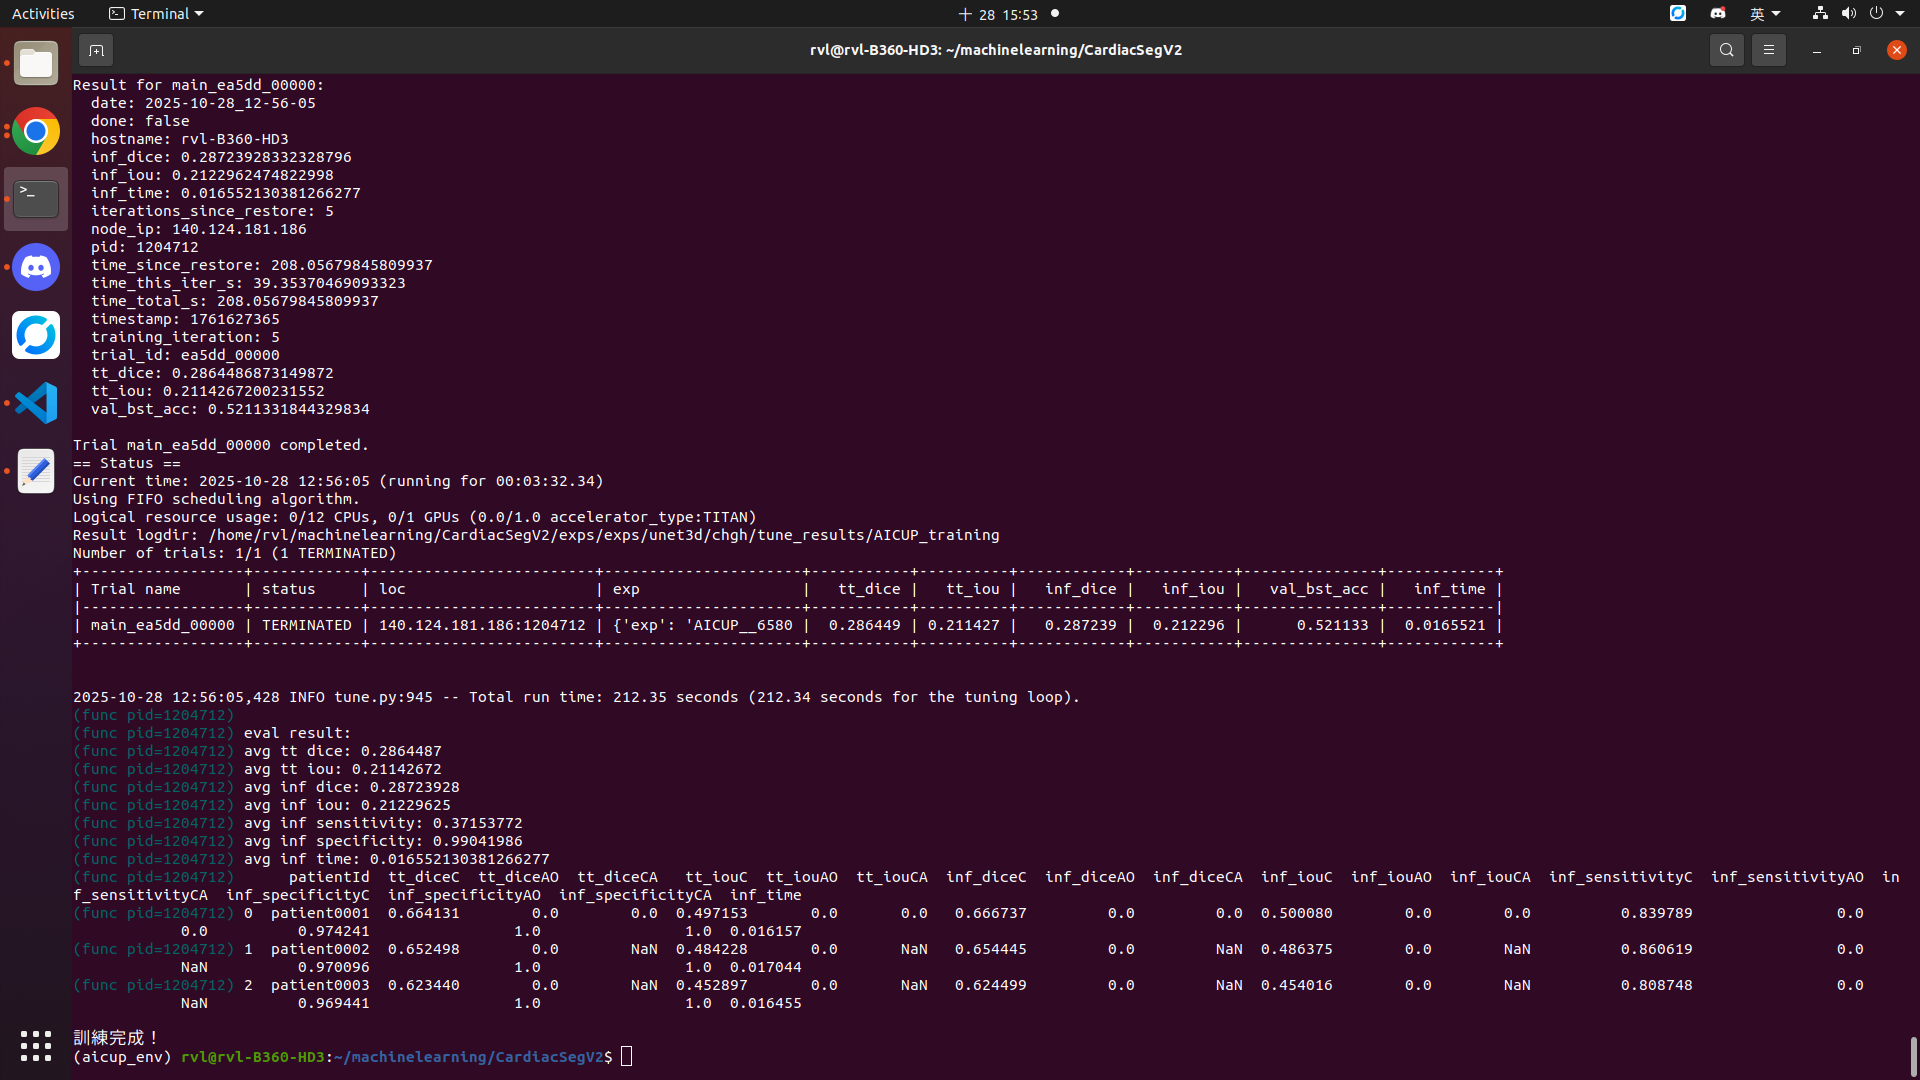 Activities
Terminal
28 15:53
英
rvl@rvl-B360-HD3: ~/machinelearning/CardiacSegV2
Result for main_ea5dd_00000:
  date: 2025-10-28_12-56-05
  done: false
  hostname: rvl-B360-HD3
  inf_dice: 0.28723928332328796
  inf_iou: 0.2122962474822998
  inf_time: 0.016552130381266277
  iterations_since_restore: 5
  node_ip: 140.124.181.186
  pid: 1204712
  time_since_restore: 208.05679845809937
  time_this_iter_s: 39.35370469093323
  time_total_s: 208.05679845809937
  timestamp: 1761627365
  training_iteration: 5
  trial_id: ea5dd_00000
  tt_dice: 0.2864486873149872
  tt_iou: 0.2114267200231552
  val_bst_acc: 0.5211331844329834
Trial main_ea5dd_00000 completed.
== Status ==
Current time: 2025-10-28 12:56:05 (running for 00:03:32.34)
Using FIFO scheduling algorithm.
Logical resource usage: 0/12 CPUs, 0/1 GPUs (0.0/1.0 accelerator_type:TITAN)
Result logdir: /home/rvl/machinelearning/CardiacSegV2/exps/exps/unet3d/chgh/tune_results/AICUP_training
Number of trials: 1/1 (1 TERMINATED)
+------------------+------------+------------------------+----------------------+-----------+----------+------------+-----------+---------------+------------+
| Trial name       | status     | loc                    | exp                  |   tt_dice |   tt_iou |   inf_dice |   inf_iou |   val_bst_acc |   inf_time |
|------------------+------------+------------------------+----------------------+-----------+----------+------------+-----------+---------------+------------|
| main_ea5dd_00000 | TERMINATED | 140.124.181.186:1204712 | {'exp': 'AICUP__6580 |  0.286449 | 0.211427 |   0.287239 |  0.212296 |      0.521133 |  0.0165521 |
+------------------+------------+------------------------+----------------------+-----------+----------+------------+-----------+---------------+------------+
2025-10-28 12:56:05,428 INFO tune.py:945 -- Total run time: 212.35 seconds (212.34 seconds for the tuning loop).
(func pid=1204712)
(func pid=1204712) eval result:
(func pid=1204712) avg tt dice: 0.2864487
(func pid=1204712) avg tt iou: 0.21142672
(func pid=1204712) avg inf dice: 0.28723928
(func pid=1204712) avg inf iou: 0.21229625
(func pid=1204712) avg inf sensitivity: 0.37153772
(func pid=1204712) avg inf specificity: 0.99041986
(func pid=1204712) avg inf time: 0.016552130381266277
(func pid=1204712)      patientId  tt_diceC  tt_diceAO  tt_diceCA   tt_iouC  tt_iouAO  tt_iouCA  inf_diceC  inf_diceAO  inf_diceCA  inf_iouC  inf_iouAO  inf_iouCA  inf_sensitivityC  inf_sensitivityAO  in
f_sensitivityCA  inf_specificityC  inf_specificityAO  inf_specificityCA  inf_time
(func pid=1204712) 0  patient0001  0.664131        0.0        0.0  0.497153       0.0       0.0   0.666737         0.0         0.0  0.500080        0.0        0.0          0.839789                0.0
            0.0          0.974241                1.0                1.0  0.016157
(func pid=1204712) 1  patient0002  0.652498        0.0        NaN  0.484228       0.0       NaN   0.654445         0.0         NaN  0.486375        0.0        NaN          0.860619                0.0
            NaN          0.970096                1.0                1.0  0.017044
(func pid=1204712) 2  patient0003  0.623440        0.0        NaN  0.452897       0.0       NaN   0.624499         0.0         NaN  0.454016        0.0        NaN          0.808748                0.0
            NaN          0.969441                1.0                1.0  0.016455
訓練完成！
(aicup_env) rvl@rvl-B360-HD3:~/machinelearning/CardiacSegV2$